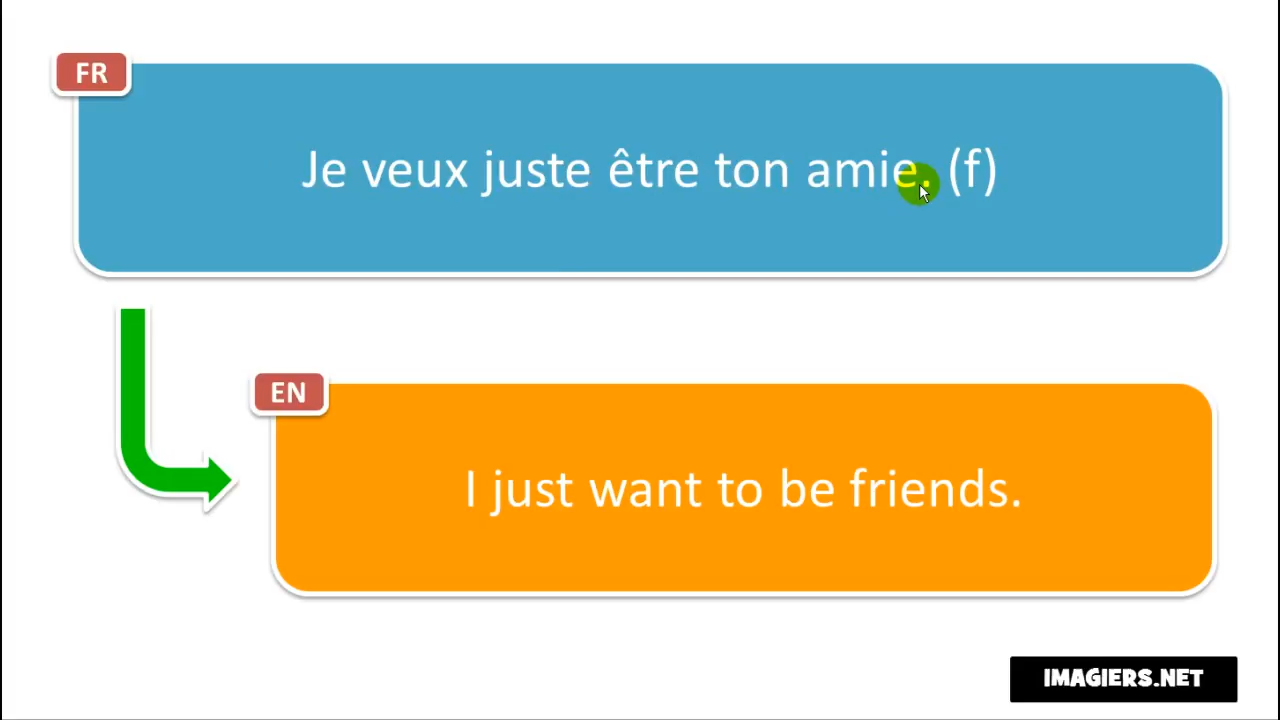 FR
Je veux juste être ton amie. (f)
EN
I just want to be friends.
IMAGIERS.NET